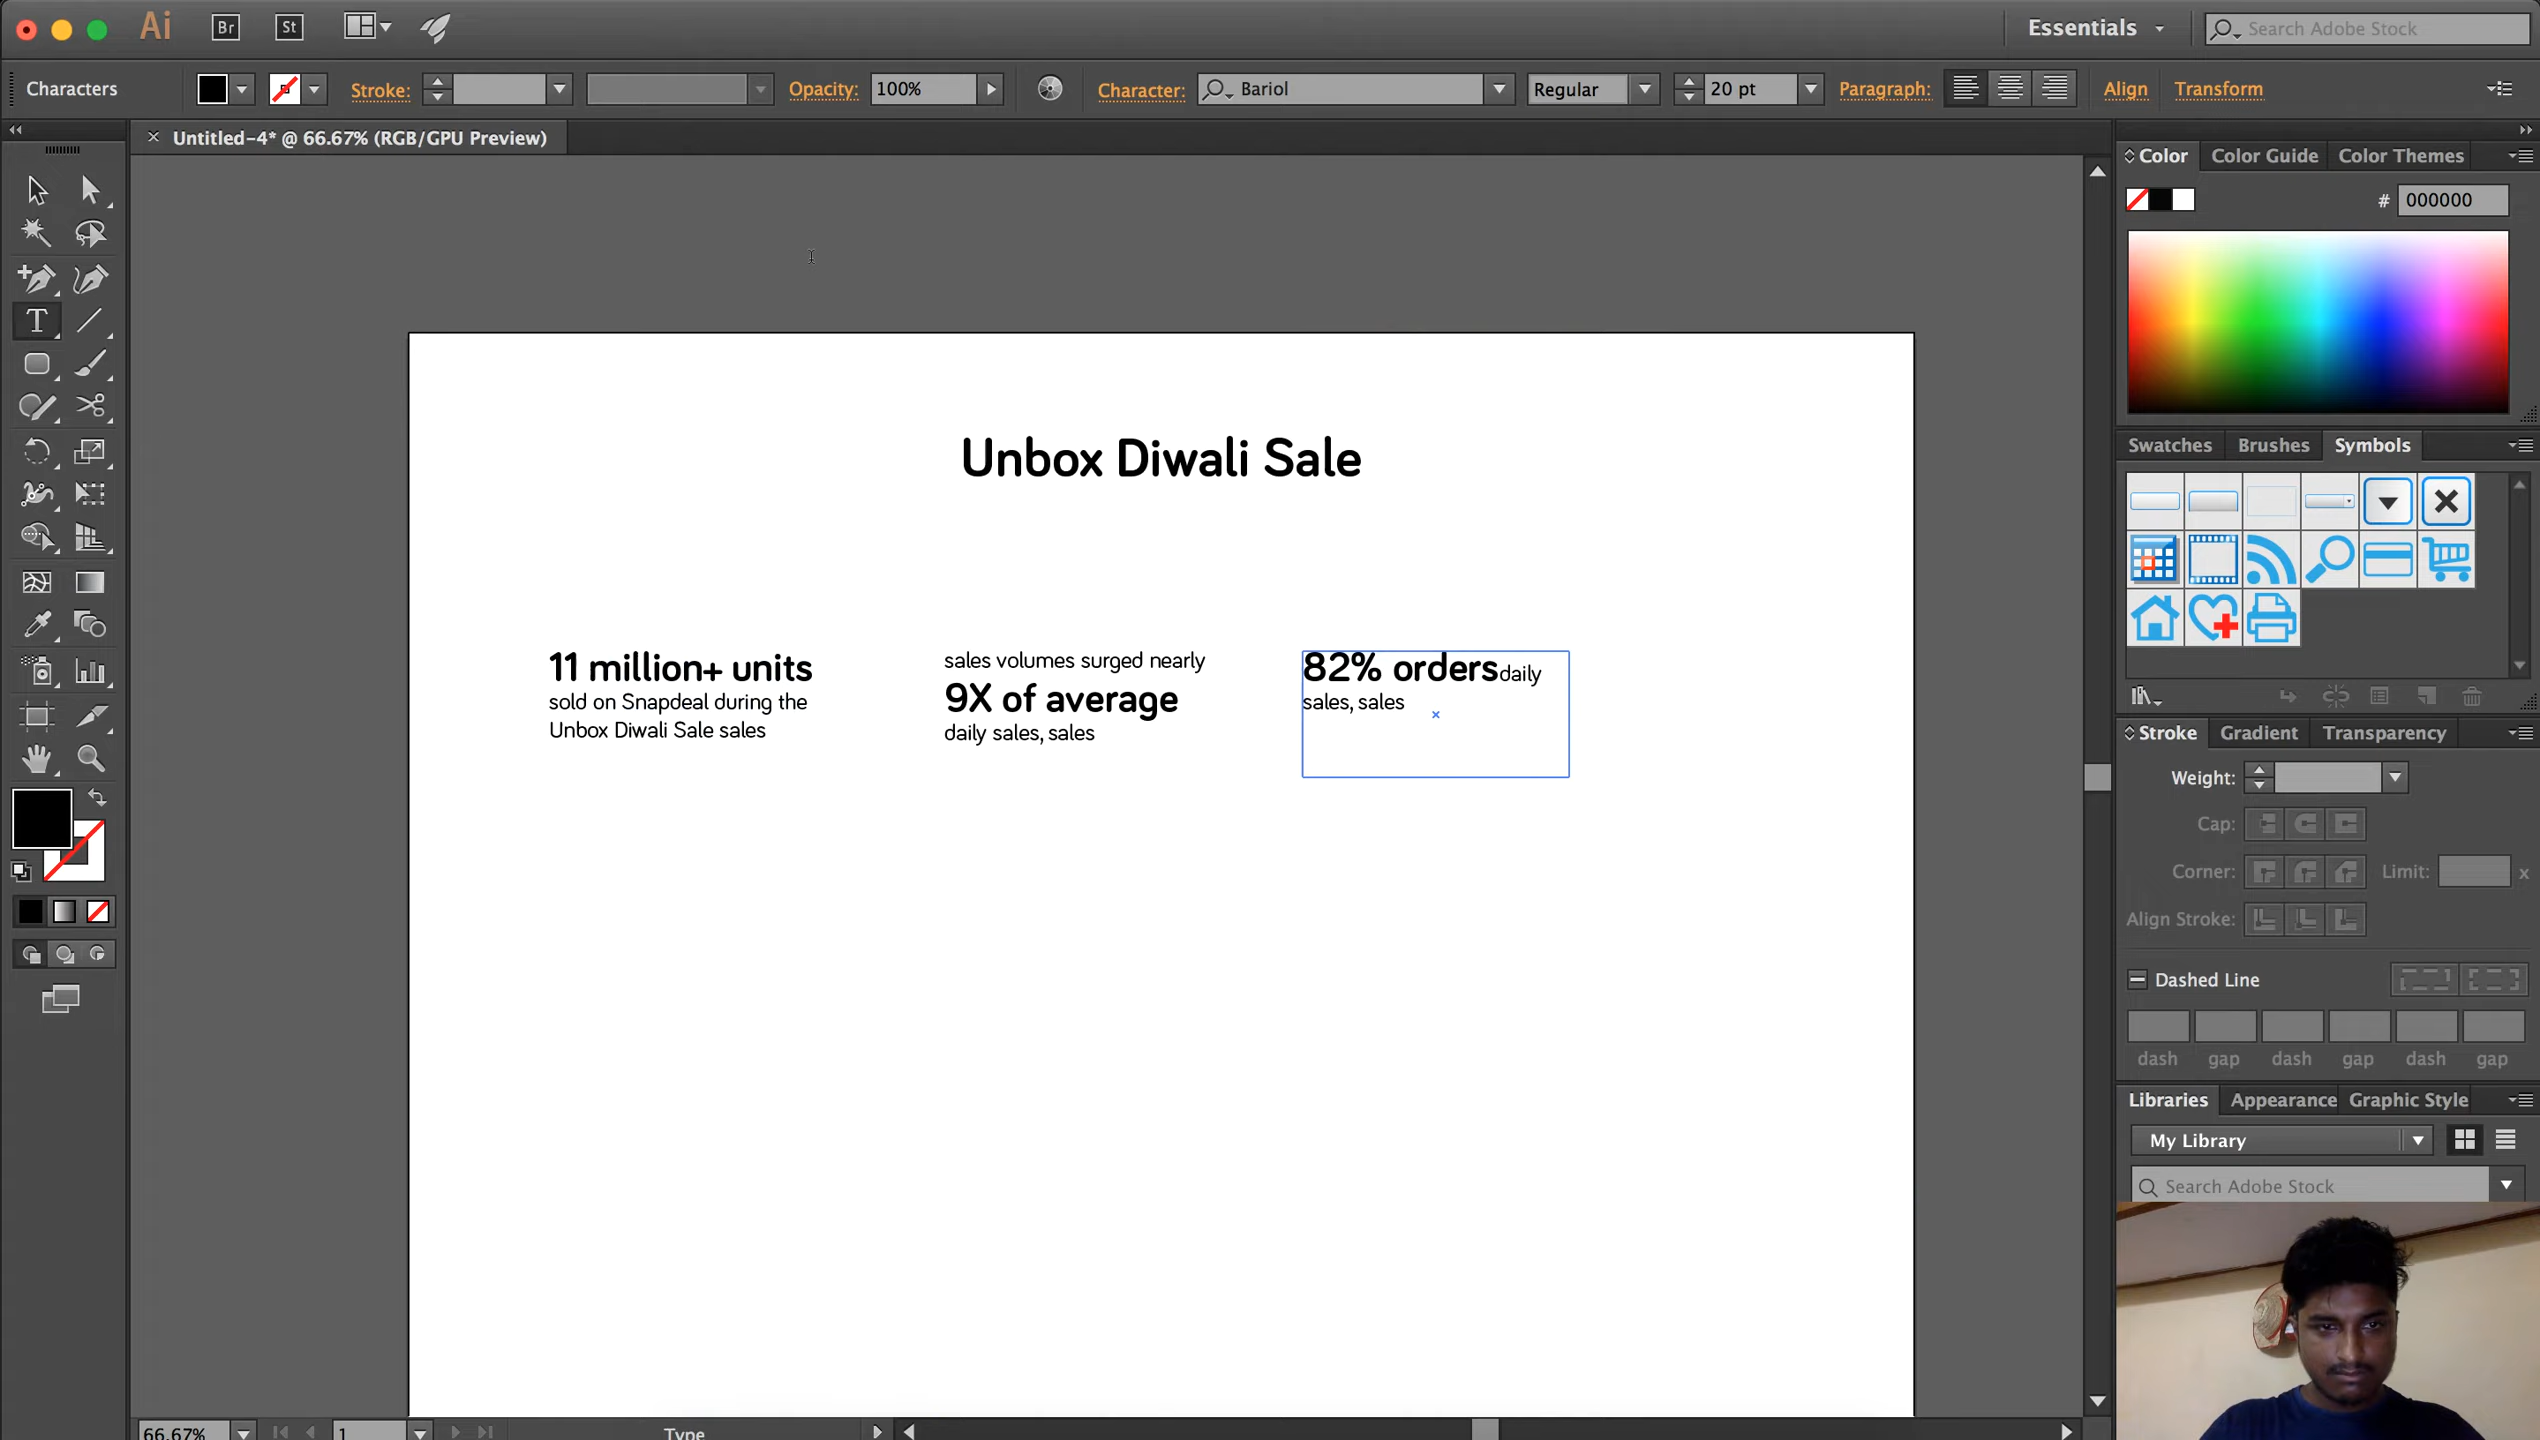 Ai Br St Essentials Search Adobe Stock
Characters Stroke: Opacity: 100% Character: Bariol Regular 20 pt Paragraph: Align Transform
Untitled-4* @ 66.67% (RGB/GPU Preview)
Color Color Guide Color Themes
# 000000
Unbox Diwali Sale
11 million+ units
sold on Snapdeal during the
Unbox Diwali Sale sales
sales volumes surged nearly
9X of average
daily sales, sales
82% orders daily
sales, sales
Swatches Brushes Symbols
Stroke Gradient Transparency
Weight:
Cap:
Corner: Limit: x
Align Stroke:
Dashed Line
dash gap dash gap dash gap
Libraries Appearance Graphic Style
My Library
Search Adobe Stock
66.67% 1 Type